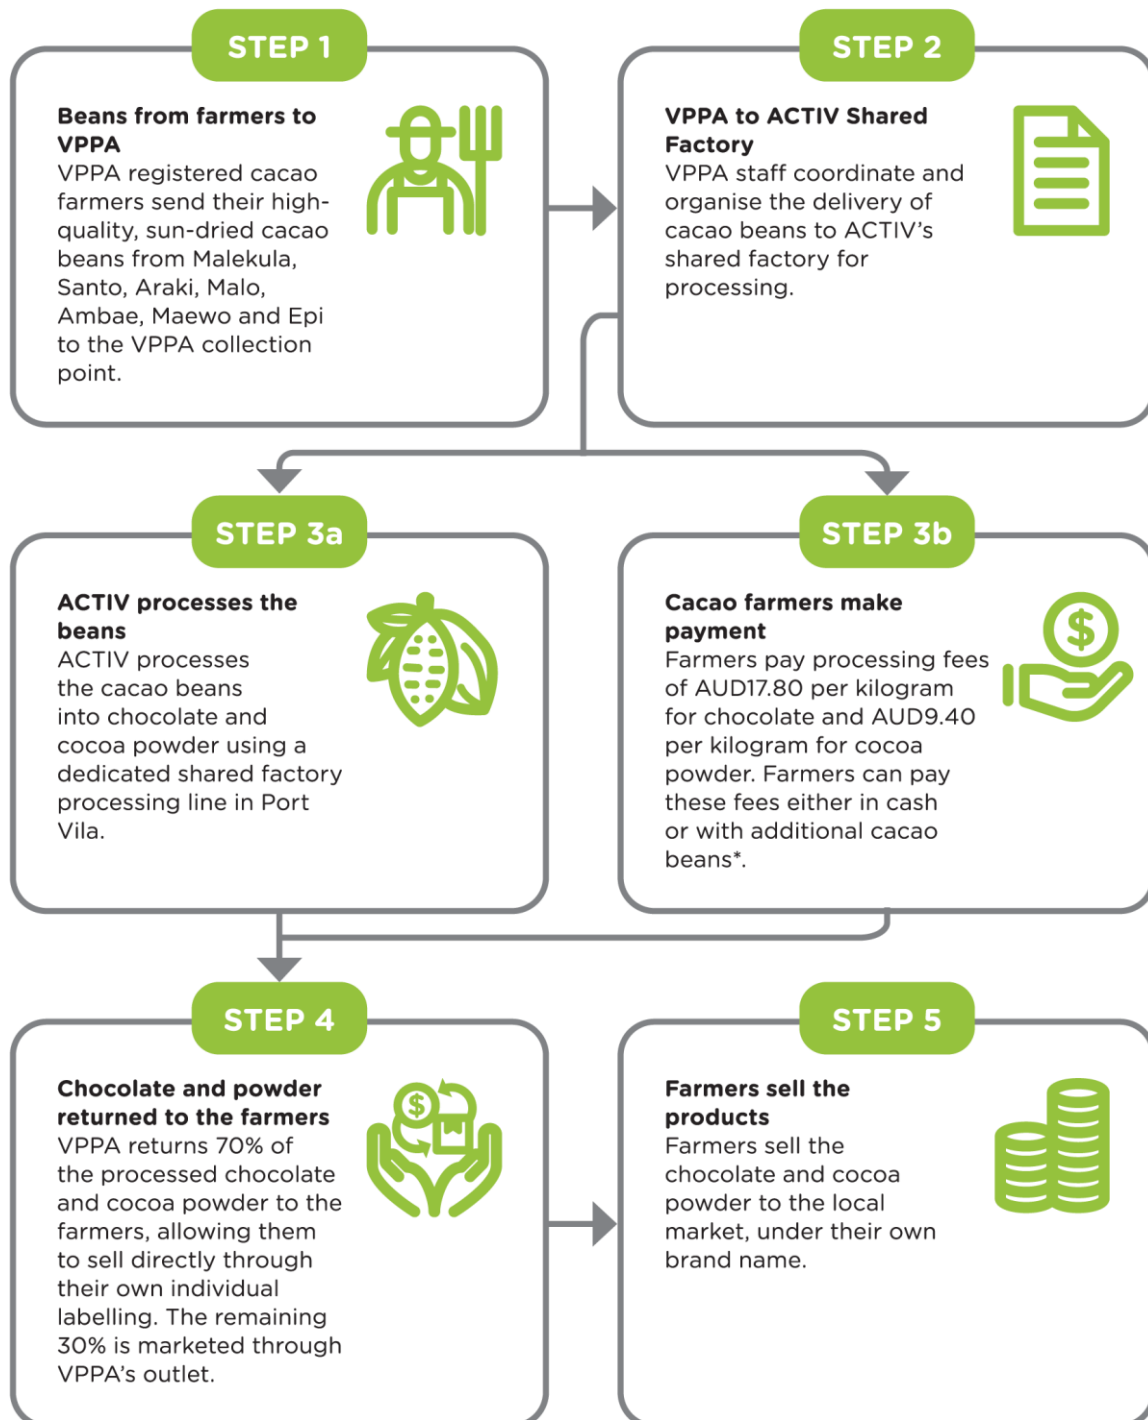 STEP 1
Beans from farmers to
VPPA
VPPA registered cacao
farmers send their high-
quality, sun-dried cacao
beans from Malekula,
Santo, Araki, Malo,
Ambae, Maewo and Epi
to the VPPA collection
point.
STEP 2
VPPA to ACTIV Shared
Factory
VPPA staff coordinate and
organise the delivery of
cacao beans to ACTIV’s
shared factory for
processing.
STEP 3a
ACTIV processes the
beans
ACTIV processes
the cacao beans
into chocolate and
cocoa powder using a
dedicated shared factory
processing line in Port
Vila.
STEP 3b
Cacao farmers make
payment
Farmers pay processing fees
of AUD17.80 per kilogram
for chocolate and AUD9.40
per kilogram for cocoa
powder. Farmers can pay
these fees either in cash
or with additional cacao
beans*.
$
STEP 4
Chocolate and powder
returned to the farmers
VPPA returns 70% of
the processed chocolate
and cocoa powder to the
farmers, allowing them
to sell directly through
their own individual
labelling. The remaining
30% is marketed through
VPPA’s outlet.
$
STEP 5
Farmers sell the
products
Farmers sell the
chocolate and cocoa
powder to the local
market, under their own
brand name.